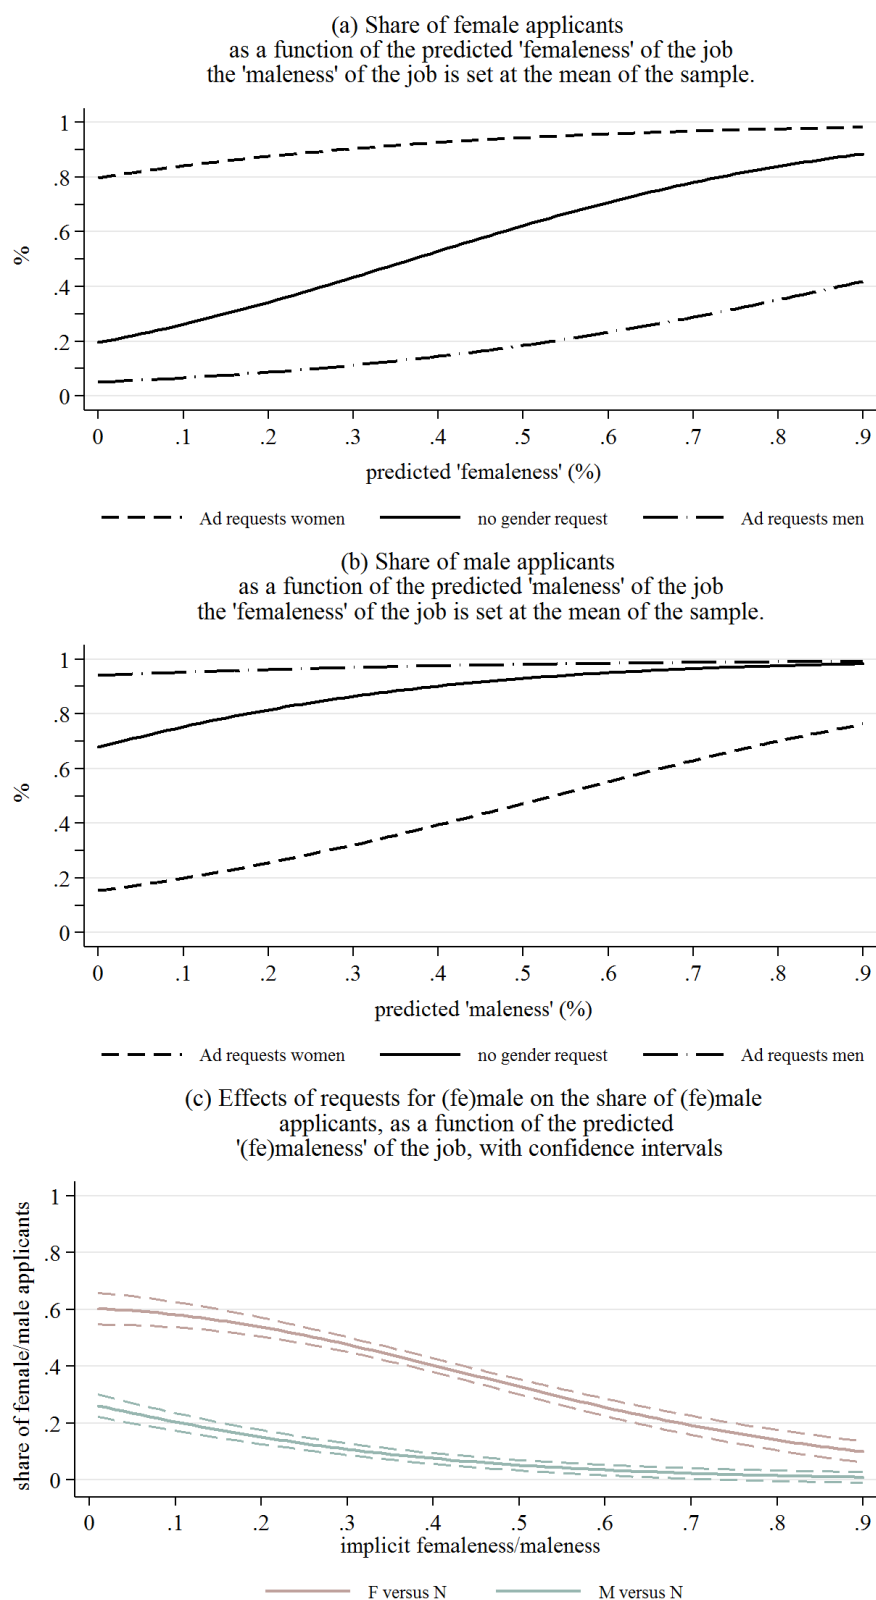 (a) Share of female applicants
as a function of the predicted 'femaleness' of the job
the 'maleness' of the job is set at the mean of the sample.
1
.8
.6
.4
.2
0
%
0 .1 .2 .3 .4 .5 .6 .7 .8 .9
predicted 'femaleness' (%)
Ad requests women no gender request Ad requests men
(b) Share of male applicants
as a function of the predicted 'maleness' of the job
the 'femaleness' of the job is set at the mean of the sample.
1
.8
.6
.4
.2
0
%
0 .1 .2 .3 .4 .5 .6 .7 .8 .9
predicted 'maleness' (%)
Ad requests women no gender request Ad requests men
(c) Effects of requests for (fe)male on the share of (fe)male
applicants, as a function of the predicted
'(fe)maleness' of the job, with confidence intervals
1
.8
.6
.4
.2
0
share of female/male applicants
0 .1 .2 .3 .4 .5 .6 .7 .8 .9
implicit femaleness/maleness
F versus N M versus N